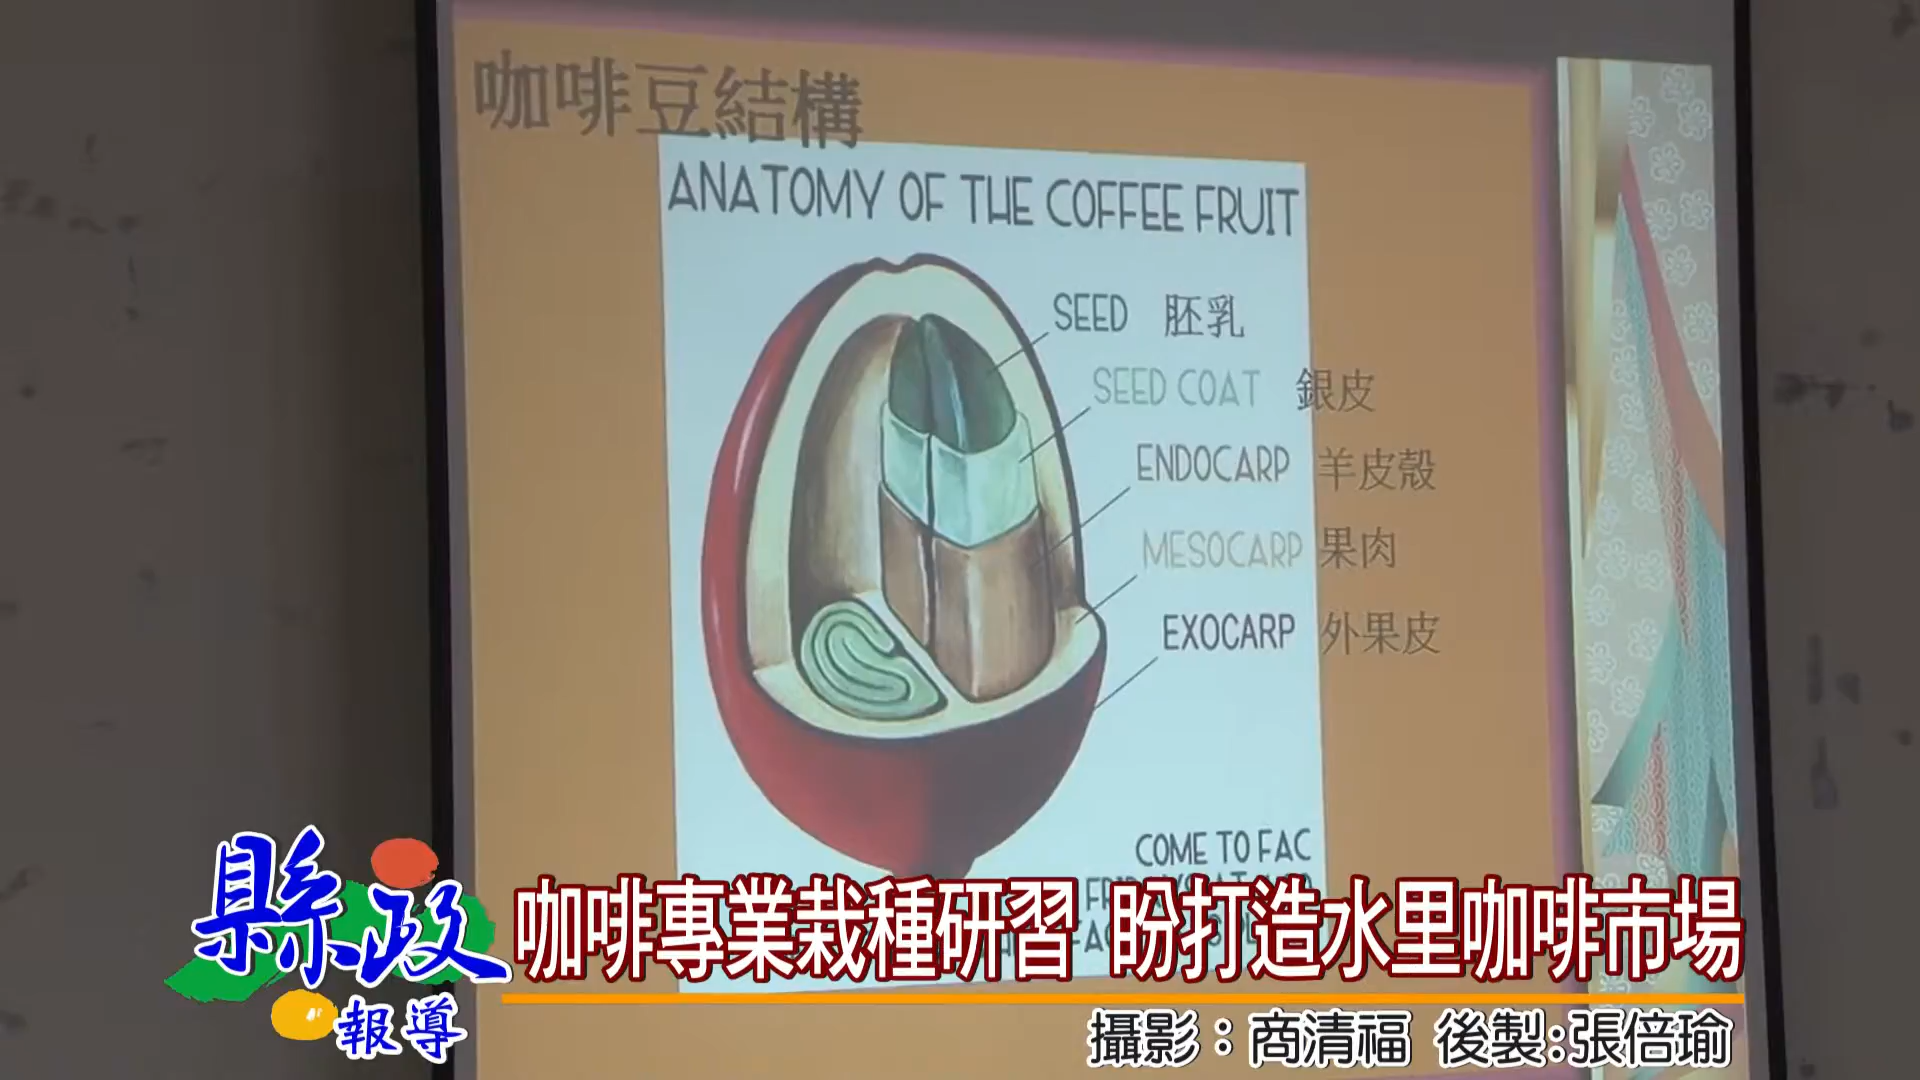 咖啡豆結構
ANATOMY OF THE COFFEE FRUIT
SEED 胚乳
SEED COAT 銀皮
ENDOCARP 羊皮殼
MESOCARP 果肉
EXOCARP 外果皮
COME TO FAC
縣政
報導
咖啡專業栽種研習 盼打造水里咖啡市場
攝影：商清福 後製:張倍瑜